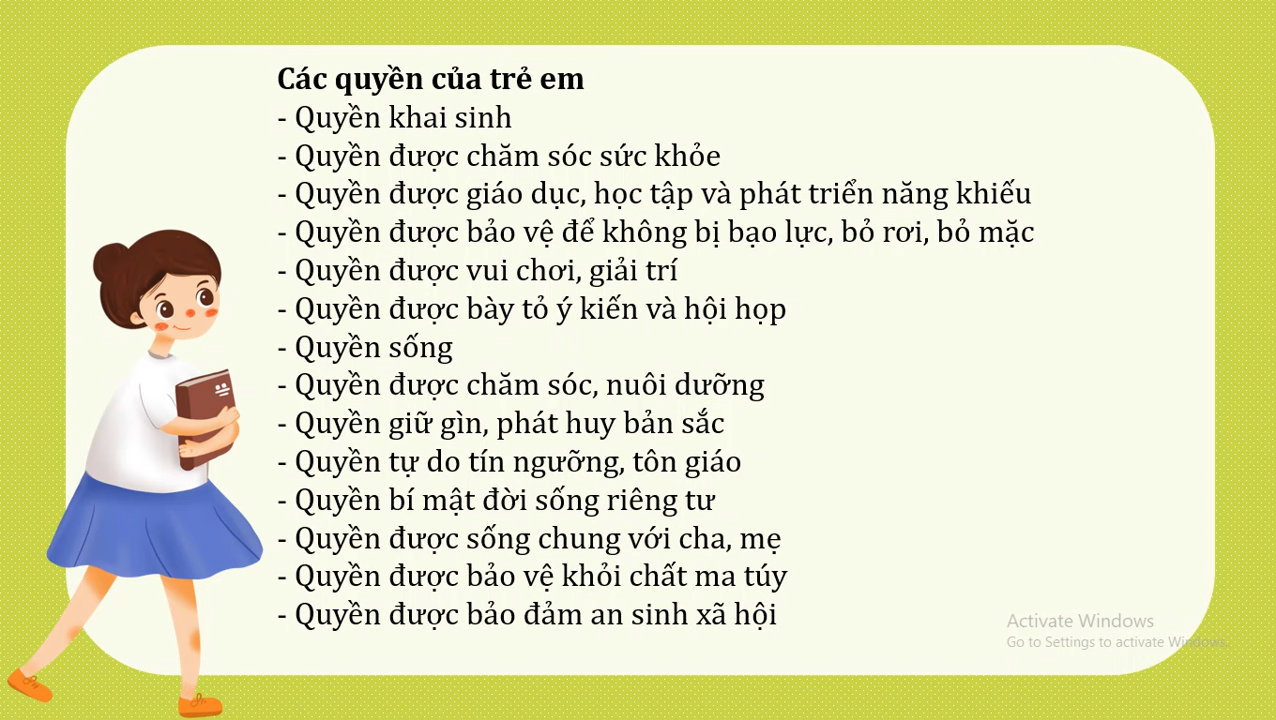 Các quyền của trẻ em
- Quyền khai sinh
- Quyền được chăm sóc sức khỏe
- Quyền được giáo dục, học tập và phát triển năng khiếu
- Quyền được bảo vệ để không bị bạo lực, bỏ rơi, bỏ mặc
- Quyền được vui chơi, giải trí
- Quyền được bày tỏ ý kiến và hội họp
- Quyền sống
- Quyền được chăm sóc, nuôi dưỡng
- Quyền giữ gìn, phát huy bản sắc
- Quyền tự do tín ngưỡng, tôn giáo
- Quyền bí mật đời sống riêng tư
- Quyền được sống chung với cha, mẹ
- Quyền được bảo vệ khỏi chất ma túy
- Quyền được bảo đảm an sinh xã hội
Activate Windows
Go to Settings to activate Windows.